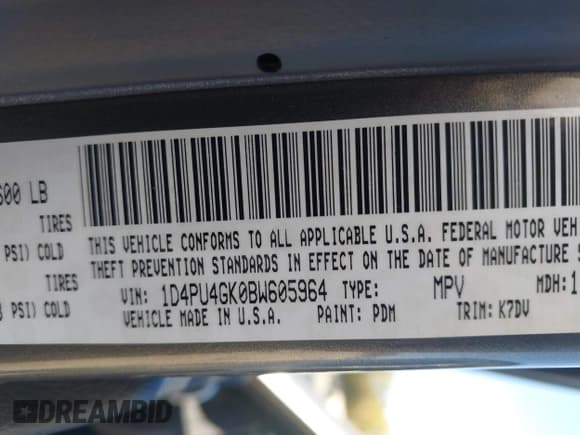 600 LB
TIRES
PSI) COLD
TIRES
PSI) COLD
THIS VEHICLE CONFORMS TO ALL APPLICABLE U.S.A. FEDERAL MOTOR VEH
THEFT PREVENTION STANDARDS IN EFFECT ON THE DATE OF MANUFACTURE S
VIN: 1D4PU4GK0BW605964 TYPE: MPV MDH: 1
VEHICLE MADE IN U.S.A. PAINT: PDM TRIM: K7DV
DREAMBID